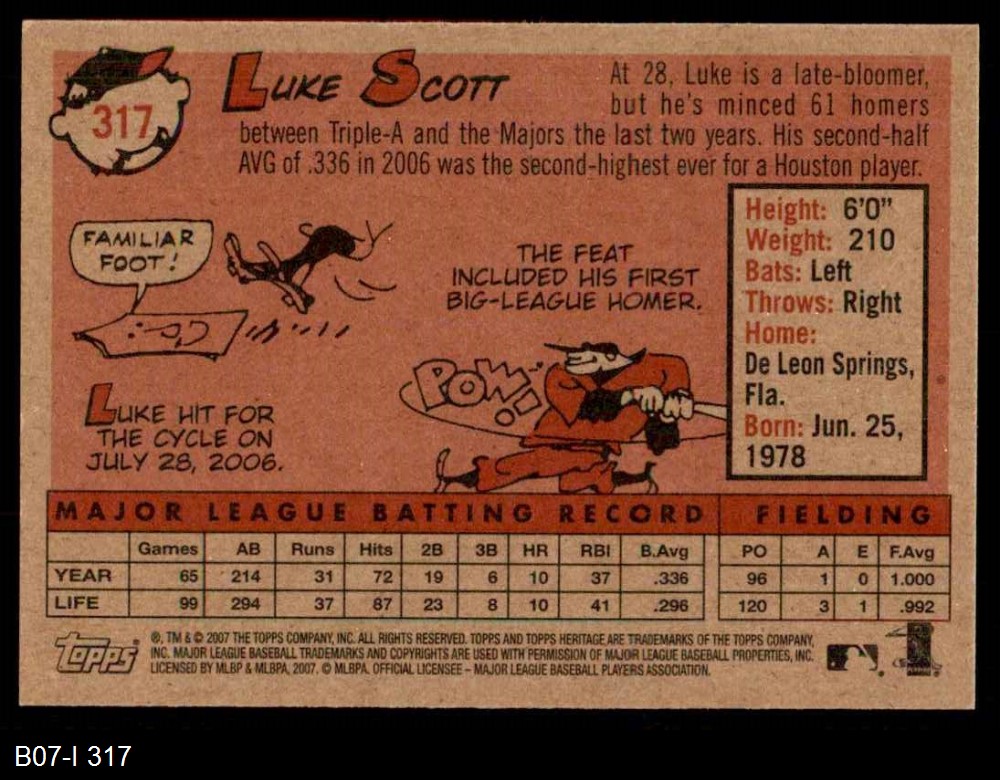 317
LUKE SCOTT
At 28, Luke is a late-bloomer,
but he's minced 61 homers
between Triple-A and the Majors the last two years. His second-half
AVG of .336 in 2006 was the second-highest ever for a Houston player.
FAMILIAR
FOOT!
THE FEAT
INCLUDED HIS FIRST
BIG-LEAGUE HOMER.
POW!
LUKE HIT FOR
THE CYCLE ON
JULY 28, 2006.
Height: 6'0"
Weight: 210
Bats: Left
Throws: Right
Home:
De Leon Springs,
Fla.
Born: Jun. 25,
1978
MAJOR LEAGUE BATTING RECORD FIELDING
Games AB Runs Hits 2B 3B HR RBI B.Avg PO A E F.Avg
YEAR 65 214 31 72 19 6 10 37 .336 96 1 0 1.000
LIFE 99 294 37 87 23 8 10 41 .296 120 3 1 .992
Topps
®, TM & © 2007 THE TOPPS COMPANY, INC. ALL RIGHTS RESERVED. TOPPS AND TOPPS HERITAGE ARE TRADEMARKS OF THE TOPPS COMPANY,
INC. MAJOR LEAGUE BASEBALL TRADEMARKS AND COPYRIGHTS ARE USED WITH PERMISSION OF MAJOR LEAGUE BASEBALL PROPERTIES, INC.
LICENSED BY MLBP & MLBPA, 2007. © MLBPA. OFFICIAL LICENSEE – MAJOR LEAGUE BASEBALL PLAYERS ASSOCIATION.
B07-I 317